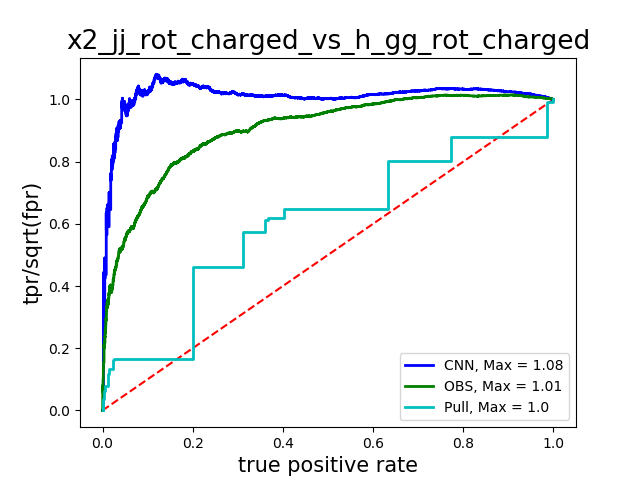 x2_jj_rot_charged_vs_h_gg_rot_charged
tpr/sqrt(fpr)
1.0
0.8
0.6
0.4
0.2
0.0
CNN, Max = 1.08
OBS, Max = 1.01
Pull, Max = 1.0
0.0 0.2 0.4 0.6 0.8 1.0
true positive rate